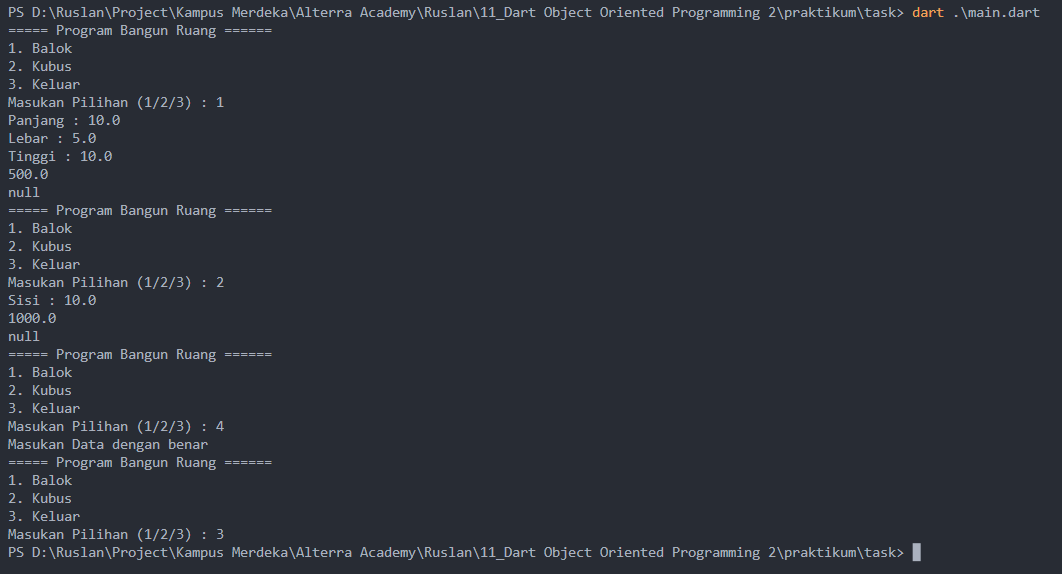 PS D:\Ruslan\Project\Kampus Merdeka\Alterra Academy\Ruslan\11_Dart Object Oriented Programming 2\praktikum\task> dart .\main.dart
===== Program Bangun Ruang ======
1. Balok
2. Kubus
3. Keluar
Masukan Pilihan (1/2/3) : 1
Panjang : 10.0
Lebar : 5.0
Tinggi : 10.0
500.0
null
===== Program Bangun Ruang ======
1. Balok
2. Kubus
3. Keluar
Masukan Pilihan (1/2/3) : 2
Sisi : 10.0
1000.0
null
===== Program Bangun Ruang ======
1. Balok
2. Kubus
3. Keluar
Masukan Pilihan (1/2/3) : 4
Masukan Data dengan benar
===== Program Bangun Ruang ======
1. Balok
2. Kubus
3. Keluar
Masukan Pilihan (1/2/3) : 3
PS D:\Ruslan\Project\Kampus Merdeka\Alterra Academy\Ruslan\11_Dart Object Oriented Programming 2\praktikum\task>